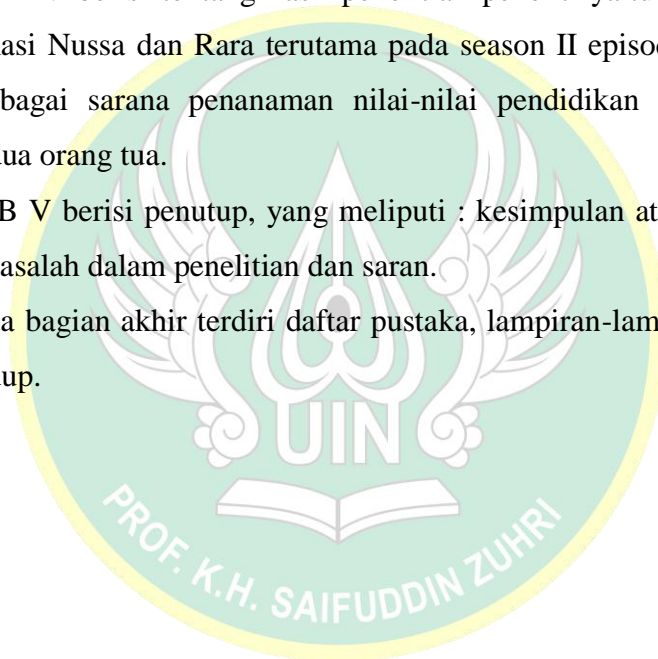 kasi Nussa dan Rara terutama pada season II episod
bagai sarana penanaman nilai-nilai pendidikan
ua orang tua.
B V berisi penutup, yang meliputi : kesimpulan at
asalah dalam penelitian dan saran.
a bagian akhir terdiri daftar pustaka, lampiran-lam
up.
UIN
PROF. K.H. SAIFUDDIN ZUHRI